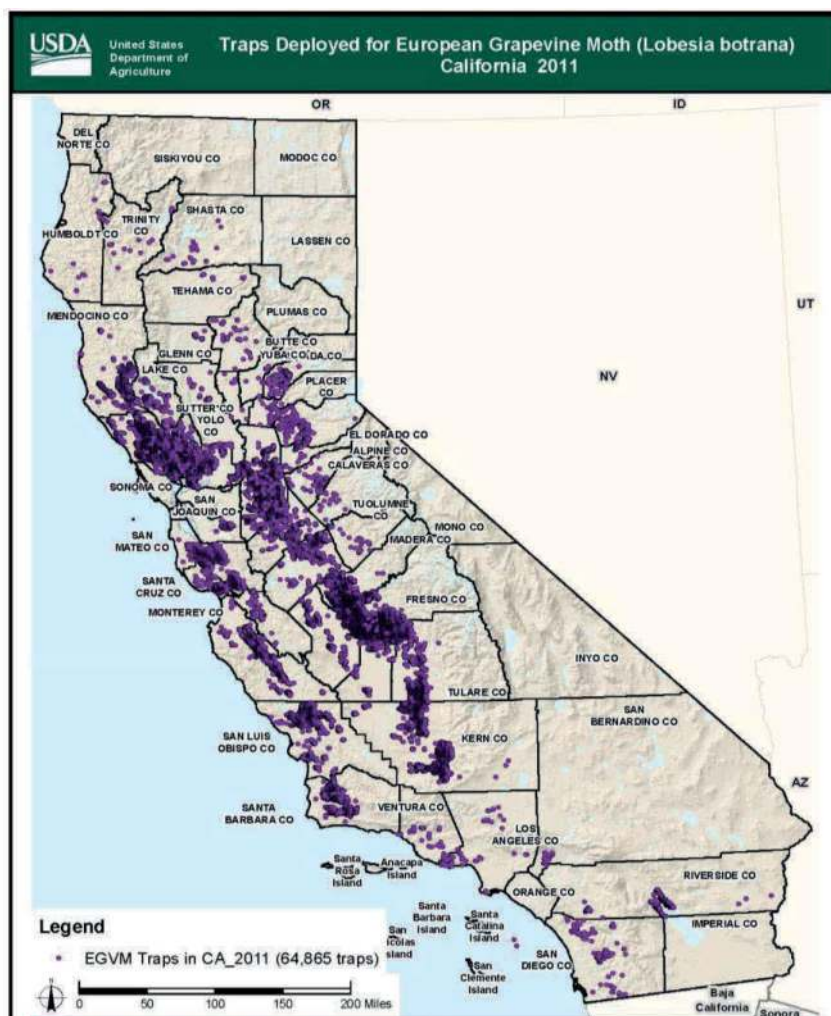 USDA
United States
Department of
Agriculture
Traps Deployed for European Grapevine Moth (Lobesia botrana)
California 2011
OR
ID
DEL
NORTE CO
SISKIYOU CO
MODOC CO
HUMBOLDT CO
TRINITY
CO
SHASTA CO
LASSEN CO
TEHAMA CO
MENDOCINO CO
PLUMAS CO
UT
GLENN CO
BUTTE CO
YUBA CO
DA CO
NV
LAKE CO
PLACER
CO
SUTTER CO
YOLO
CO
EL DORADO CO
ALPINE CO
CALAVERAS CO
SONOMA CO
SAN
JOAQUIN CO
TUOLUMNE
CO
MONO CO
SAN
MATEO CO
MADERA CO
SANTA
CRUZ CO
FRESNO CO
MONTEREY CO
INYO CO
TULARE CO
SAN
BERNARDINO CO
SAN LUIS
OBISPO CO
KERN CO
AZ
SANTA
BARBARA CO
VENTURA CO
LOS
ANGELES CO
Santa
Rosa
Island
Anacapa
Island
ORANGE CO
RIVERSIDE CO
Santa
Barbara
Island
Santa
Catalina
Island
IMPERIAL CO
San
icolas
sland
San
Clemente
Island
SAN
DIEGO CO
Legend
EGVM Traps in CA_2011 (64,865 traps)
N
0 50 100 150 200 Miles
Baja
California
Sonora